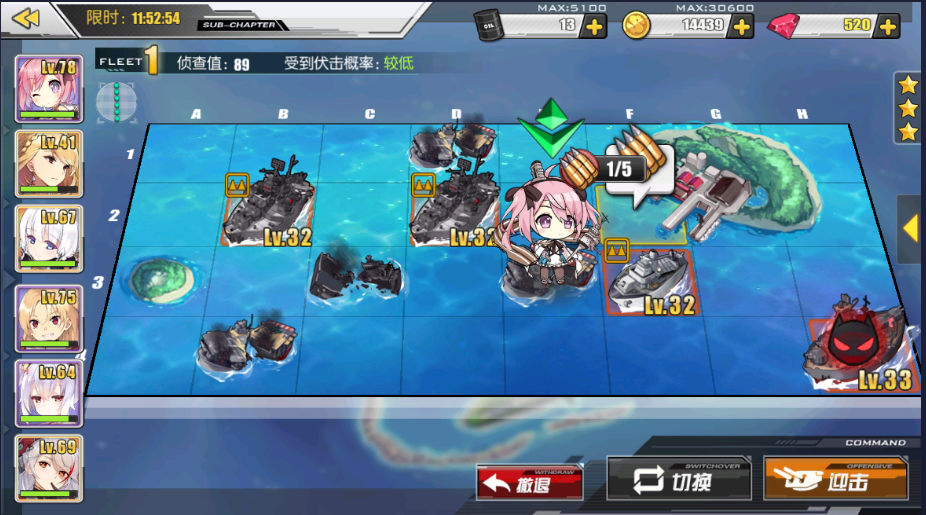 限时: 11:52:54
SUB-CHAPTER
MAX:5100
OIL
13
MAX:30600
14439
520
FLEET 1
侦查值: 89
受到伏击概率: 较低
Lv.78
Lv.41
Lv.67
Lv.75
Lv.64
Lv.69
A B C D F G H
1
2
3
4
1/5
Lv.32
Lv.32
Lv.32
Lv.33
COMMAND
WITHDRAW
撤退
SWITCHOVER
切换
OFFENSIVE
迎击